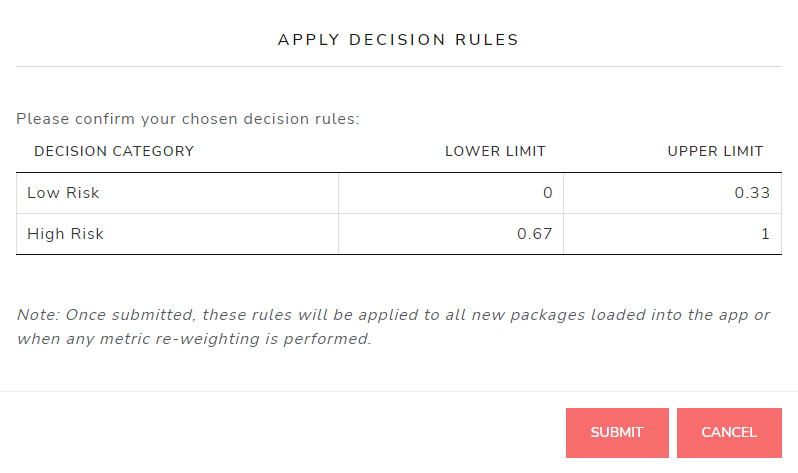 APPLY DECISION RULES
Please confirm your chosen decision rules:
DECISION CATEGORY LOWER LIMIT UPPER LIMIT
Low Risk 0 0.33
High Risk 0.67 1
Note: Once submitted, these rules will be applied to all new packages loaded into the app or
when any metric re-weighting is performed.
SUBMIT CANCEL